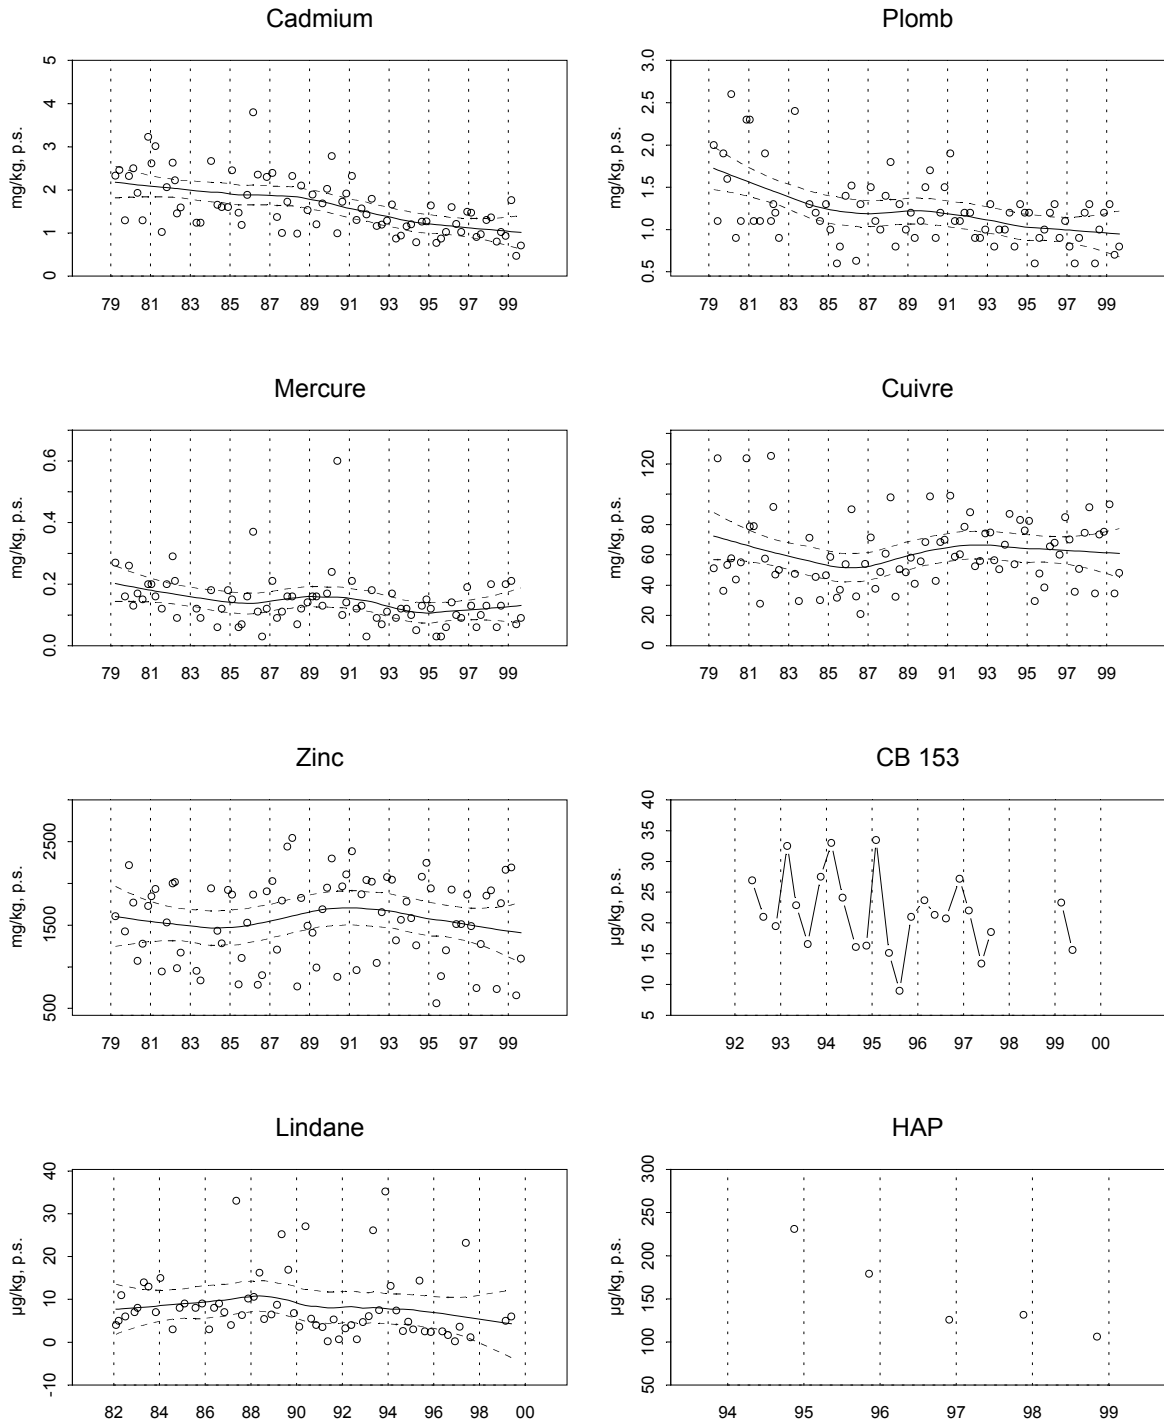 Cadmium
Plomb
mg/kg, p.s.
0 1 2 3 4 5
79 81 83 85 87 89 91 93 95 97 99
mg/kg, p.s.
0.5 1.0 1.5 2.0 2.5 3.0
79 81 83 85 87 89 91 93 95 97 99
Mercure
Cuivre
mg/kg, p.s.
0.0 0.2 0.4 0.6
79 81 83 85 87 89 91 93 95 97 99
mg/kg, p.s.
0 20 40 60 80 120
79 81 83 85 87 89 91 93 95 97 99
Zinc
CB 153
mg/kg, p.s.
500 1500 2500
79 81 83 85 87 89 91 93 95 97 99
µg/kg, p.s.
5 10 15 20 25 30 35 40
92 93 94 95 96 97 98 99 00
Lindane
HAP
µg/kg, p.s.
-10 0 10 20 30 40
82 84 86 88 90 92 94 96 98 00
µg/kg, p.s.
50 100 150 200 250 300
94 95 96 97 98 99